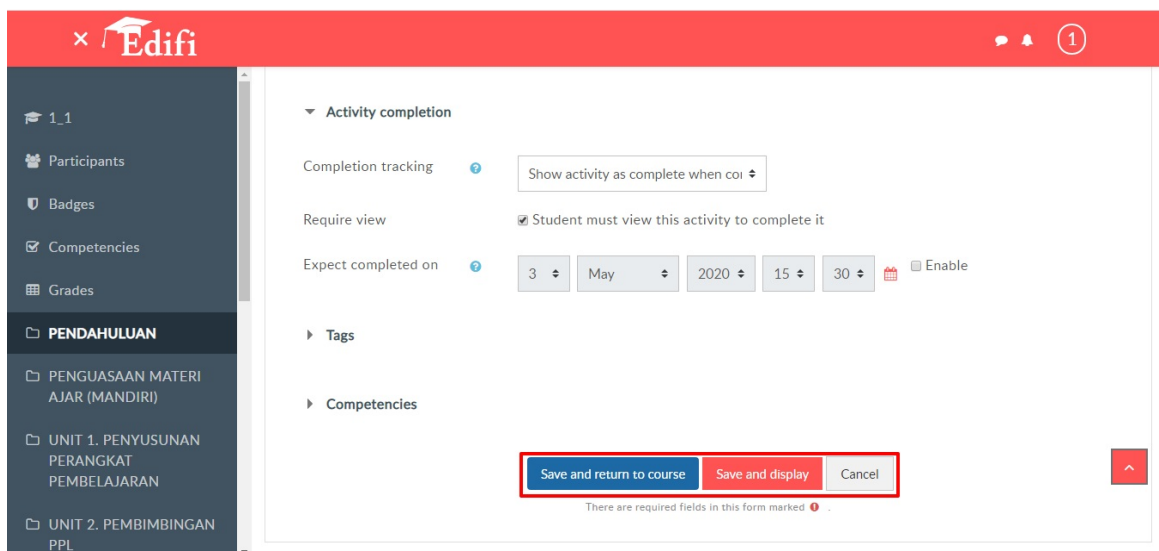 Edifi
1
1_1
Participants
Badges
Competencies
Grades
PENDAHULUAN
PENGUASAAN MATERI
AJAR (MANDIRI)
UNIT 1. PENYUSUNAN
PERANGKAT
PEMBELAJARAN
UNIT 2. PEMBIMBINGAN
PPL
Activity completion
Completion tracking
Show activity as complete when con
Require view
Student must view this activity to complete it
Expect completed on
3 May 2020 15 30 Enable
Tags
Competencies
Save and return to course Save and display Cancel
There are required fields in this form marked .